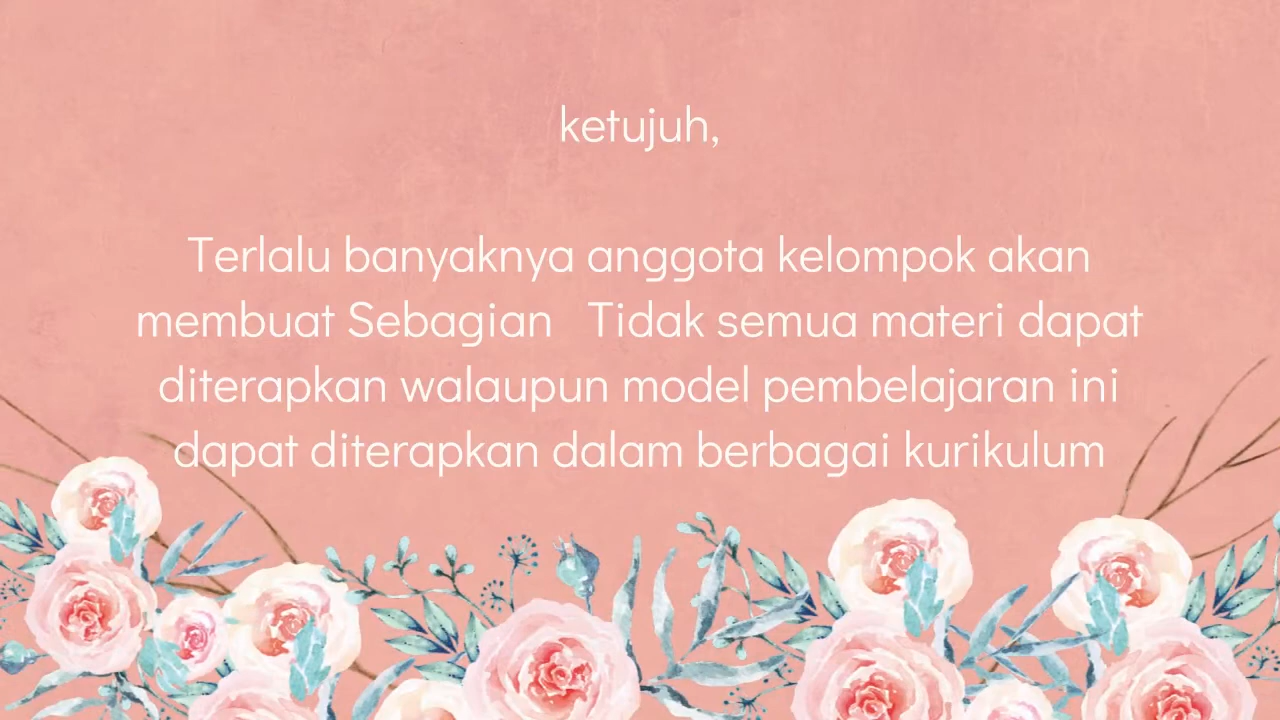 ketujuh,
Terlalu banyaknya anggota kelompok akan
membuat Sebagian   Tidak semua materi dapat
diterapkan walaupun model pembelajaran ini
dapat diterapkan dalam berbagai kurikulum